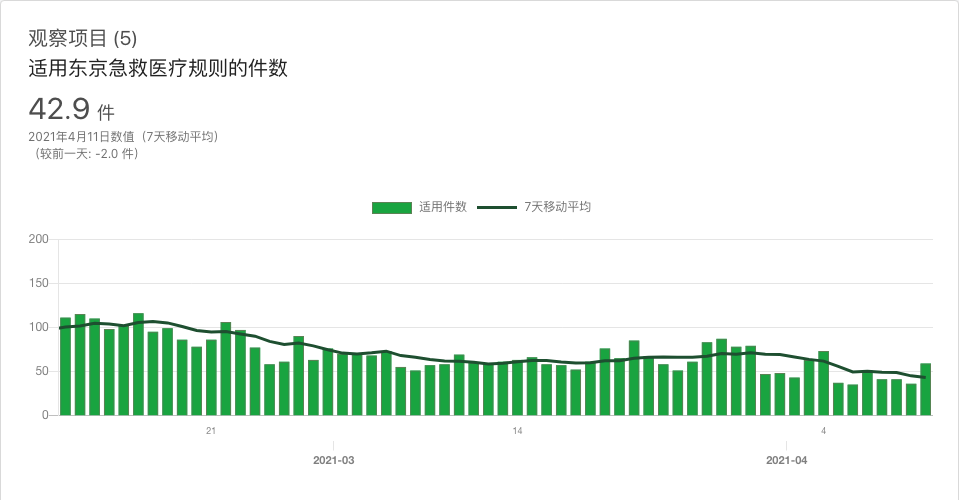 观察项目 (5)
适用东京急救医疗规则的件数
42.9 件
2021年4月11日数值（7天移动平均）
（较前一天: -2.0 件）
适用件数 7天移动平均
200
150
100
50
0
21 14 4
2021-03 2021-04